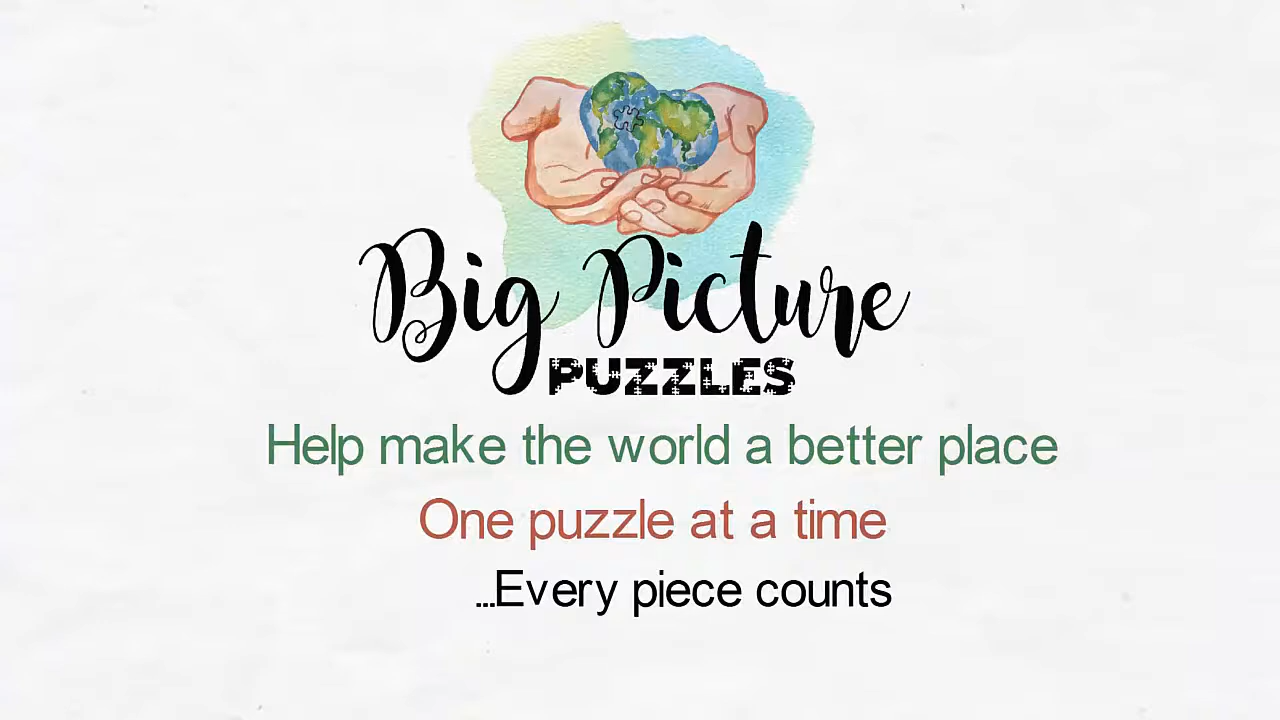 Big Picture
PUZZLES
Help make the world a better place
One puzzle at a time
...Every piece counts